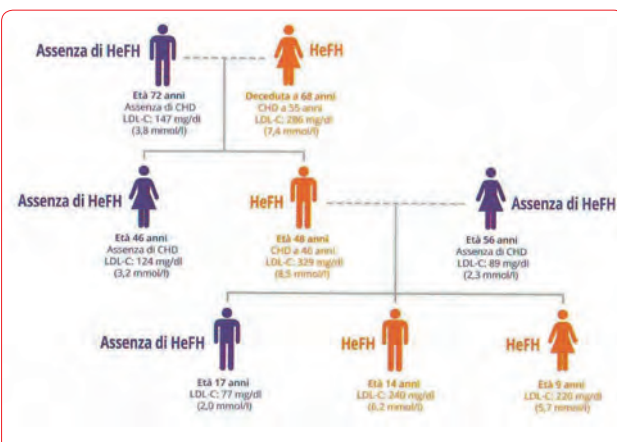 Assenza di HeFH
HeFH
Età 72 anni
Assenza di CHD
LDL-C: 147 mg/dl
(3,8 mmol/l)
Deceduta a 68 anni
CHD a 55 anni
LDL-C: 286 mg/dl
(7,4 mmol/l)
Assenza di HeFH
HeFH
Assenza di HeFH
Età 46 anni
Assenza di CHD
LDL-C: 124 mg/dl
(3,2 mmol/l)
Età 48 anni
CHD a 46 anni
LDL-C: 329 mg/dl
(8,5 mmol/l)
Età 56 anni
Assenza di CHD
LDL-C: 89 mg/dl
(2,3 mmol/l)
Assenza di HeFH
HeFH
HeFH
Età 17 anni
LDL-C: 77 mg/dl
(2,0 mmol/l)
Età 14 anni
LDL-C: 240 mg/dl
(6,2 mmol/l)
Età 9 anni
LDL-C: 220 mg/dl
(5,7 mmol/l)